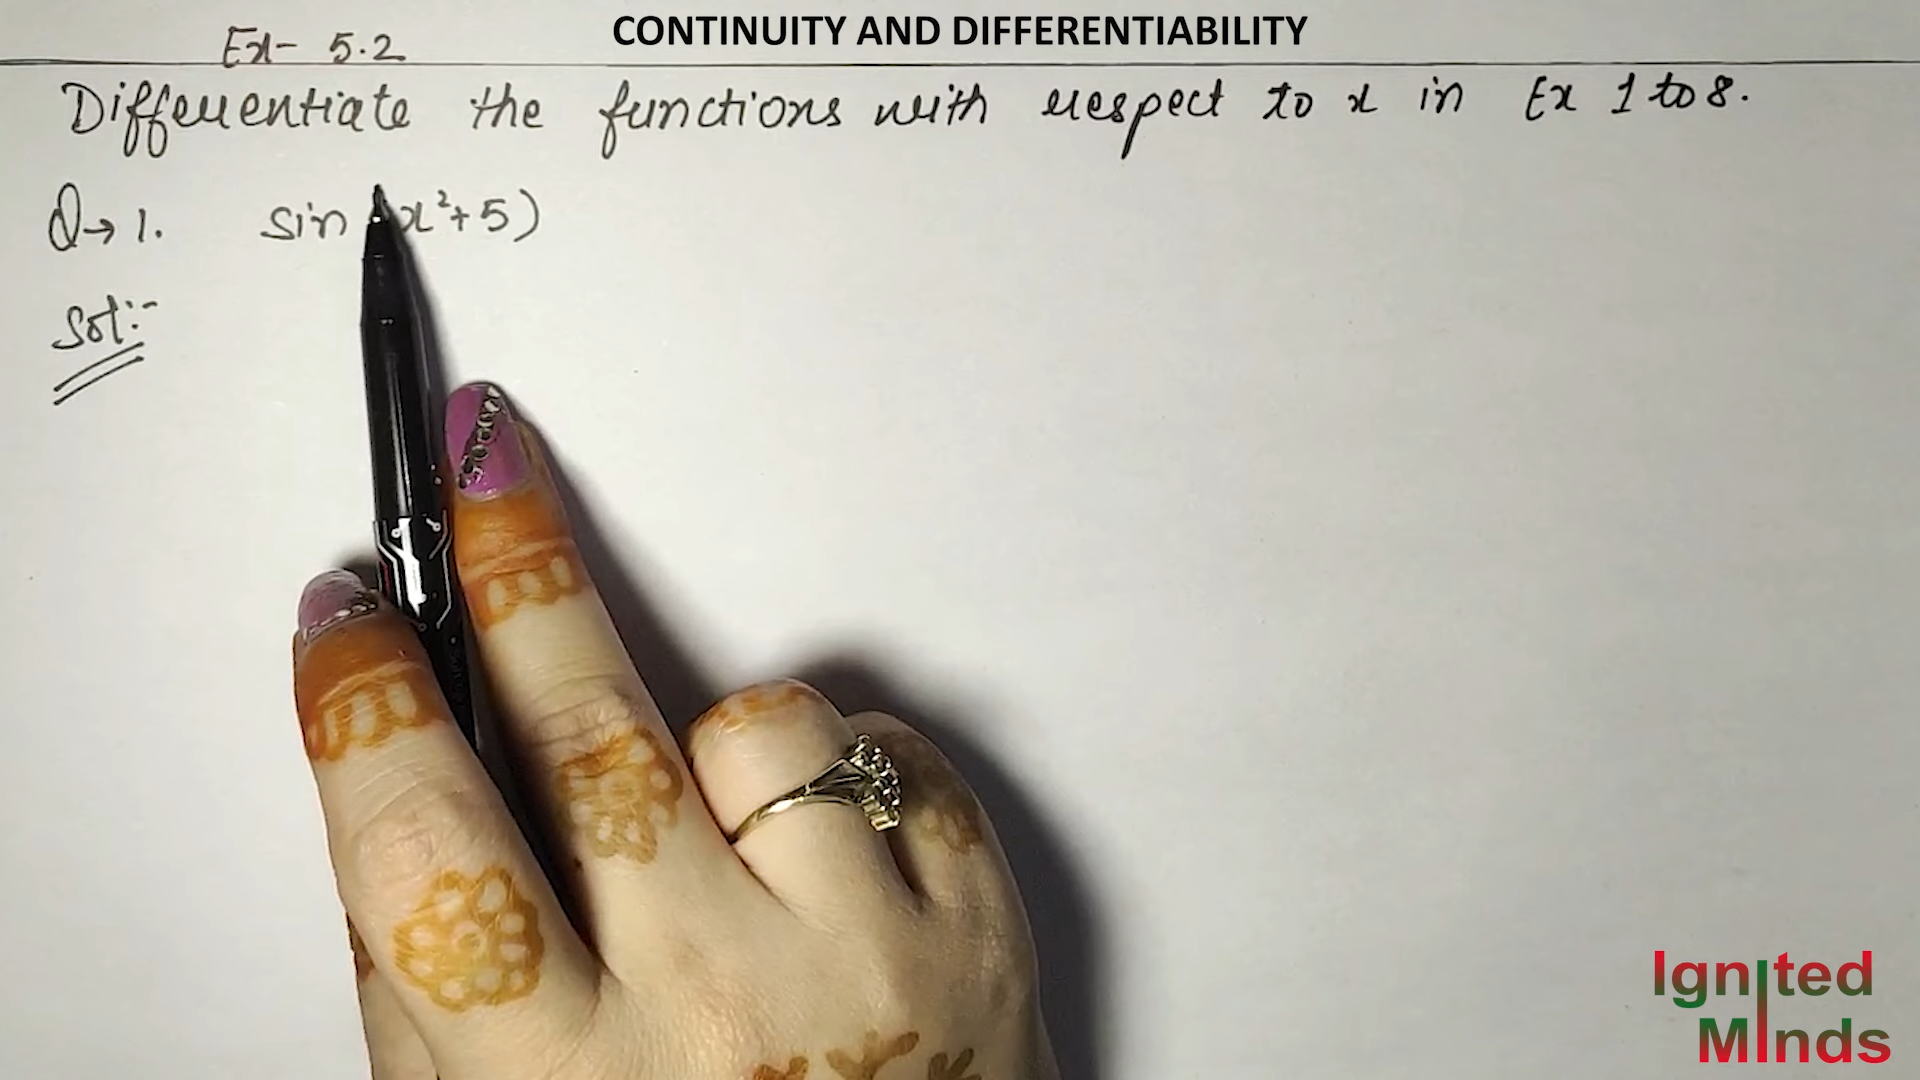 CONTINUITY AND DIFFERENTIABILITY
Ex- 5.2
Differentiate the functions with respect to x in Ex 1 to 8.
Q→ 1. sin x²+5)
Sol:-
Ignited
Minds